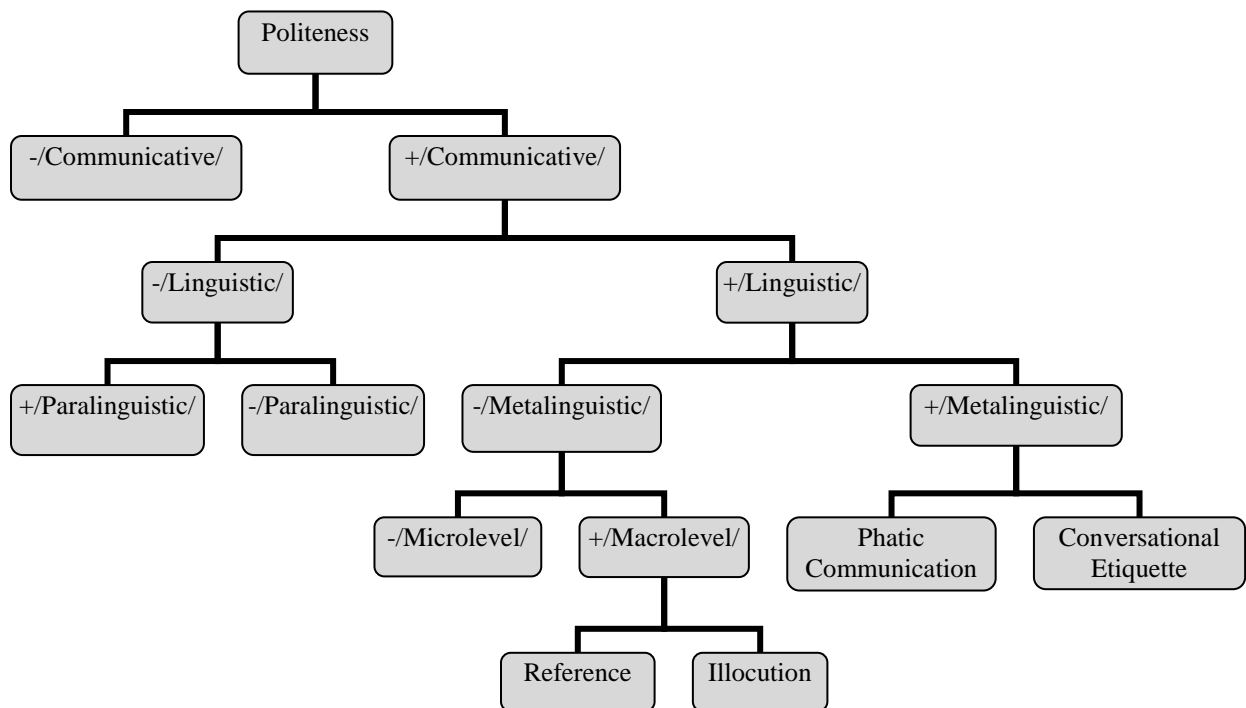 Politeness
-/Communicative/
+/Communicative/
-/Linguistic/
+/Linguistic/
+/Paralinguistic/
-/Paralinguistic/
-/Metalinguistic/
+/Metalinguistic/
-/Microlevel/
+/Macrolevel/
Phatic
Communication
Conversational
Etiquette
Reference
Illocution